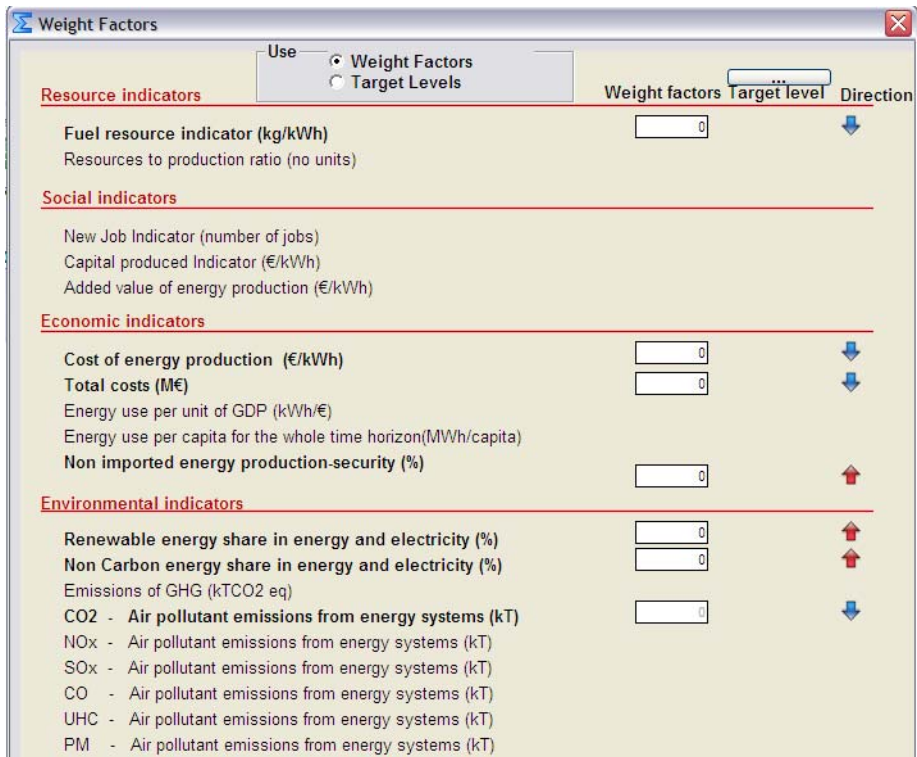 Weight Factors
Use
Weight Factors
Target Levels
...
Resource indicators Weight factors Target level Direction
Fuel resource indicator (kg/kWh) 0
Resources to production ratio (no units)
Social indicators
New Job Indicator (number of jobs)
Capital produced Indicator (€/kWh)
Added value of energy production (€/kWh)
Economic indicators
Cost of energy production (€/kWh) 0
Total costs (M€) 0
Energy use per unit of GDP (kWh/€)
Energy use per capita for the whole time horizon(MWh/capita)
Non imported energy production-security (%)
0
Environmental indicators
Renewable energy share in energy and electricity (%) 0
Non Carbon energy share in energy and electricity (%) 0
Emissions of GHG (kTCO2 eq)
CO2 - Air pollutant emissions from energy systems (kT) 0
NOx - Air pollutant emissions from energy systems (kT)
SOx - Air pollutant emissions from energy systems (kT)
CO - Air pollutant emissions from energy systems (kT)
UHC - Air pollutant emissions from energy systems (kT)
PM - Air pollutant emissions from energy systems (kT)